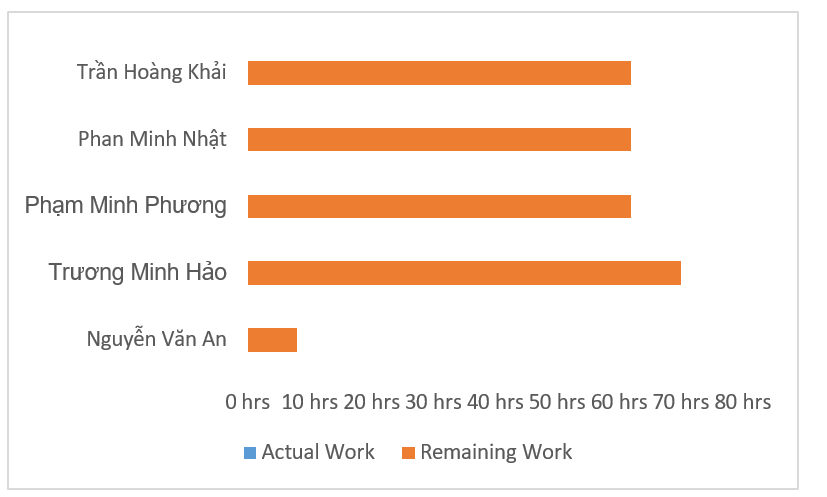 Trần Hoàng Khải
Phan Minh Nhật
Phạm Minh Phương
Trương Minh Hảo
Nguyễn Văn An
0 hrs 10 hrs 20 hrs 30 hrs 40 hrs 50 hrs 60 hrs 70 hrs 80 hrs
Actual Work Remaining Work